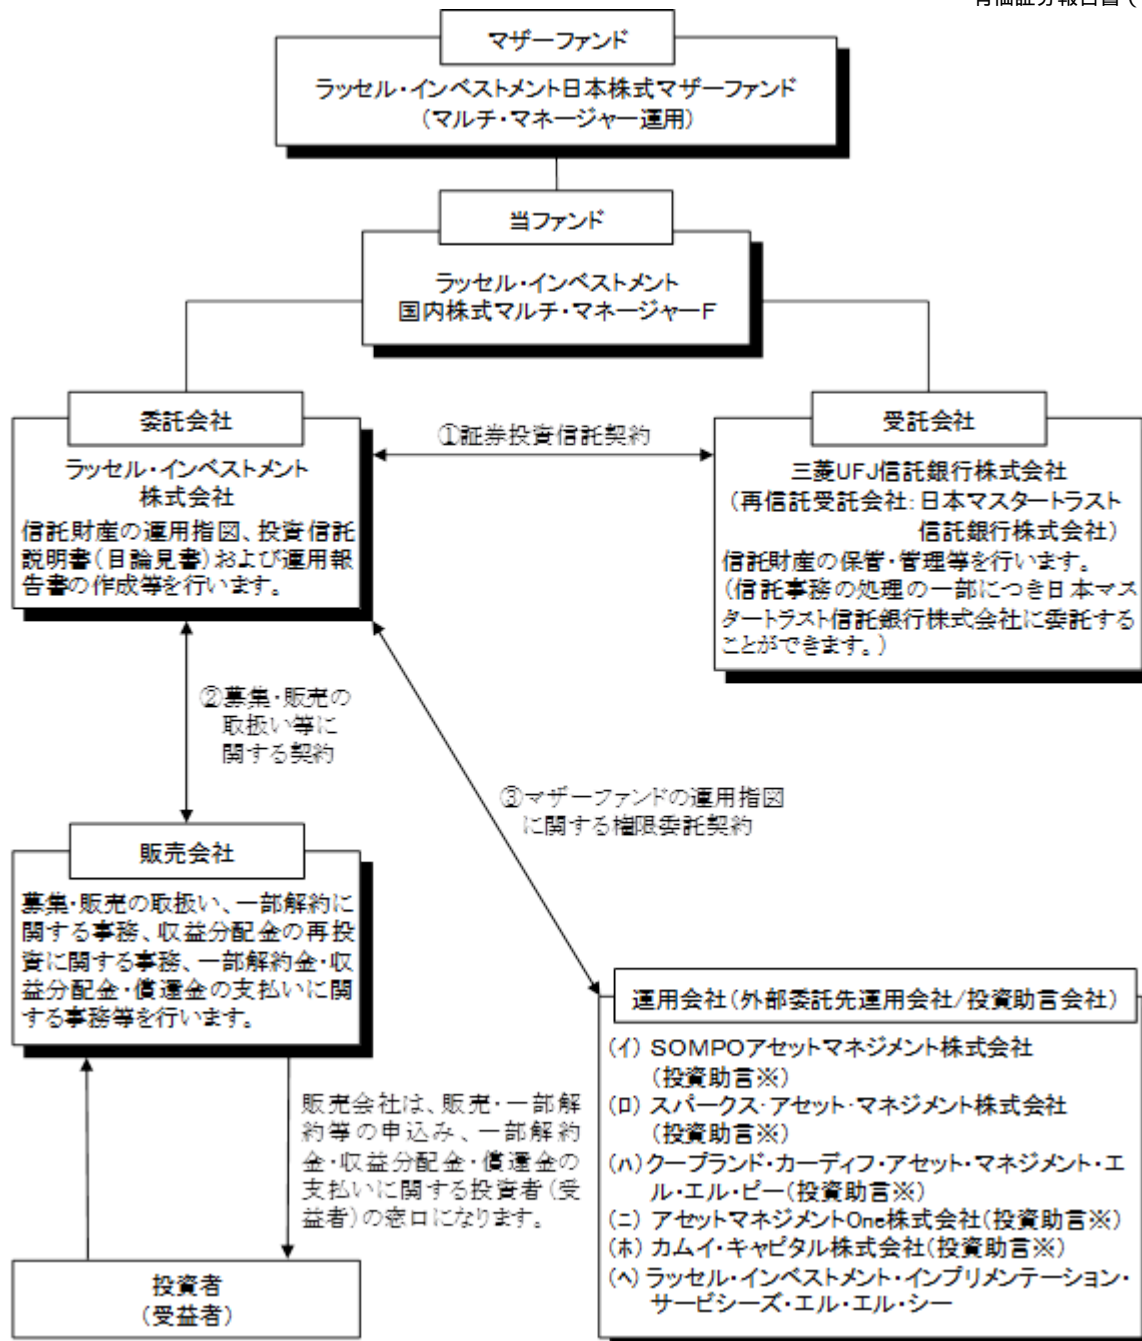 有価証券報告書（
マザーファンド
ラッセル・インベストメント日本株式マザーファンド
（マルチ・マネージャー運用）
当ファンド
ラッセル・インベストメント
国内株式マルチ・マネージャーF
委託会社
ラッセル・インベストメント
株式会社
信託財産の運用指図、投資信託
説明書（目論見書）および運用報
告書の作成等を行います。
①証券投資信託契約
受託会社
三菱UFJ信託銀行株式会社
（再信託受託会社：日本マスタートラスト
信託銀行株式会社）
信託財産の保管・管理等を行います。
（信託事務の処理の一部につき日本マス
タートラスト信託銀行株式会社に委託する
ことができます。）
②募集・販売の
取扱い等に
関する契約
③マザーファンドの運用指図
に関する権限委託契約
販売会社
募集・販売の取扱い、一部解約に
関する事務、収益分配金の再投
資に関する事務、一部解約金・収
益分配金・償還金の支払いに関
する事務等を行います。
販売会社は、販売・一部解
約等の申込み、一部解約
金・収益分配金・償還金の
支払いに関する投資者（受
益者）の窓口になります。
投資者
（受益者）
運用会社（外部委託先運用会社/投資助言会社）
（イ） SOMPOアセットマネジメント株式会社
（投資助言※）
（ロ） スパークス・アセット・マネジメント株式会社
（投資助言※）
（ハ） クープランド・カーディフ・アセット・マネジメント・エ
ル・エル・ピー（投資助言※）
（ニ） アセットマネジメントOne株式会社（投資助言※）
（ホ） カムイ・キャピタル株式会社（投資助言※）
（ヘ） ラッセル・インベストメント・インプリメンテーション・
サービシーズ・エル・エル・シー